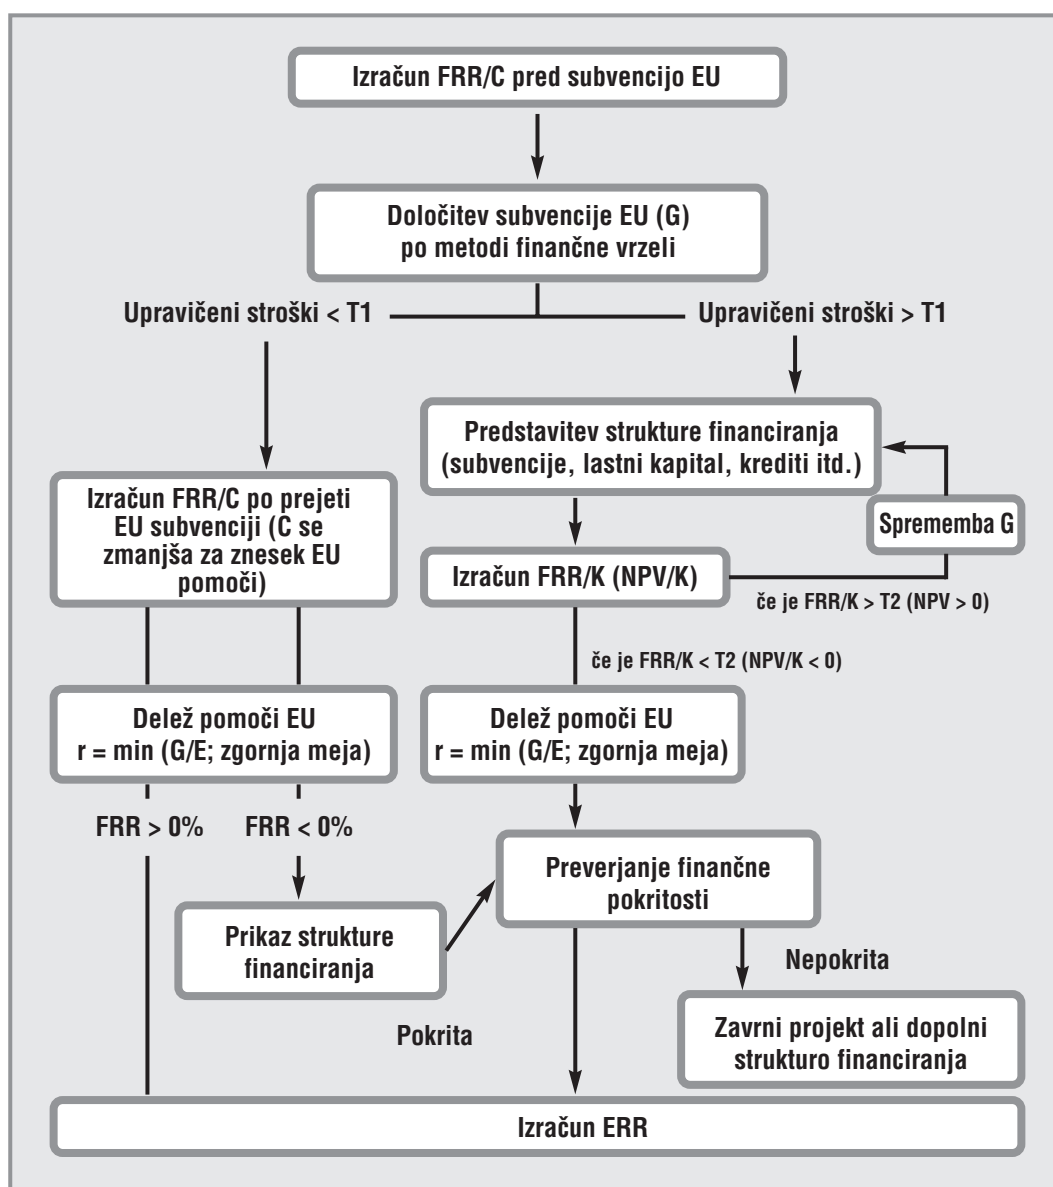 Izračun FRR/C pred subvencijo EU
Določitev subvencije EU (G)
po metodi finančne vrzeli
Upravičeni stroški < T1
Upravičeni stroški > T1
Predstavitev strukture financiranja
(subvencije, lastni kapital, krediti itd.)
Izračun FRR/C po prejeti
EU subvenciji (C se
zmanjša za znesek EU
pomoči)
Sprememba G
Izračun FRR/K (NPV/K)
če je FRR/K > T2 (NPV > 0)
če je FRR/K < T2 (NPV/K < 0)
Delež pomoči EU
r = min (G/E; zgornja meja)
Delež pomoči EU
r = min (G/E; zgornja meja)
FRR > 0%
FRR < 0%
Preverjanje finančne
pokritosti
Prikaz strukture
financiranja
Nepokrita
Pokrita
Zavrni projekt ali dopolni
strukturo financiranja
Izračun ERR